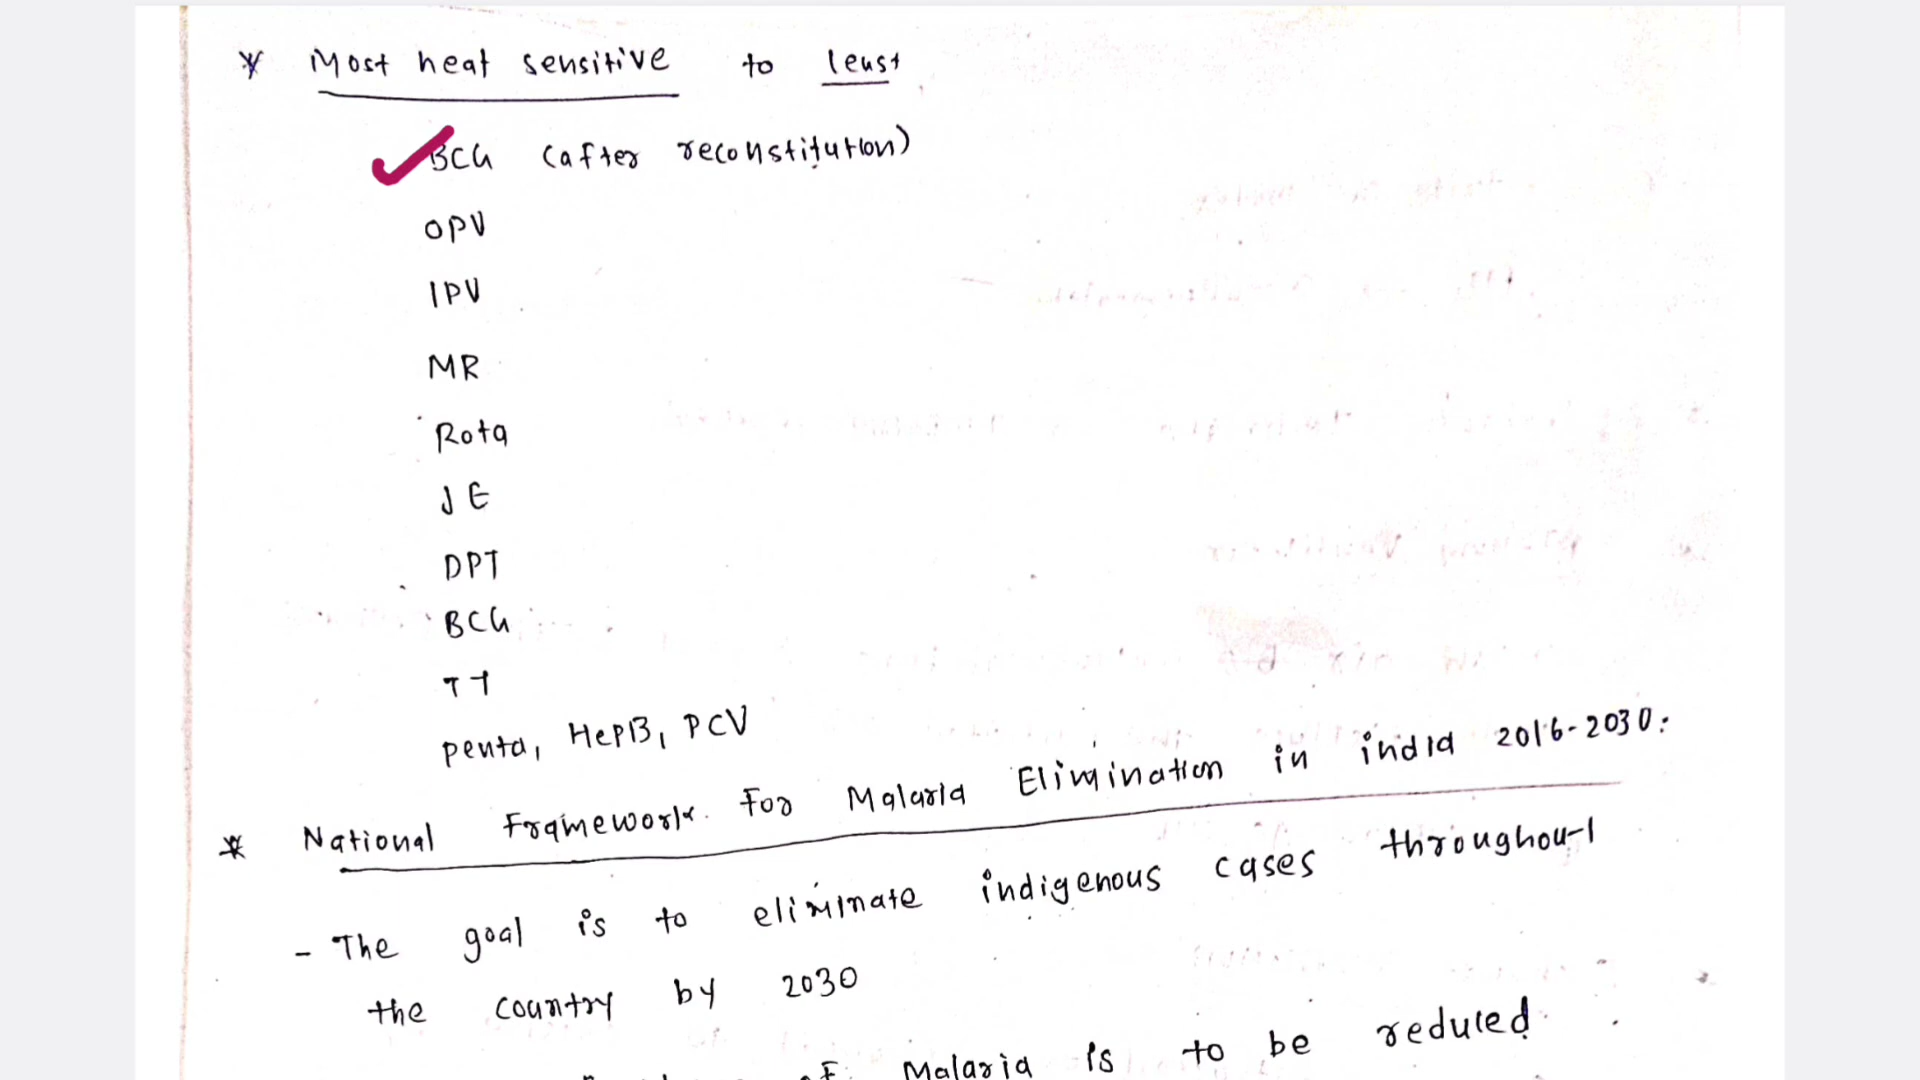 * Most heat sensitive to least
BCG (after reconstitution)
OPV
IPV
MR
Rota
JE
DPT
BCG
TT
Penta, HepB, PCV
* National Framework For Malaria Elimination in india 2016-2030:
- The goal is to eliminate indigenous cases throughout
the country by 2030
of Malaria is to be reduced